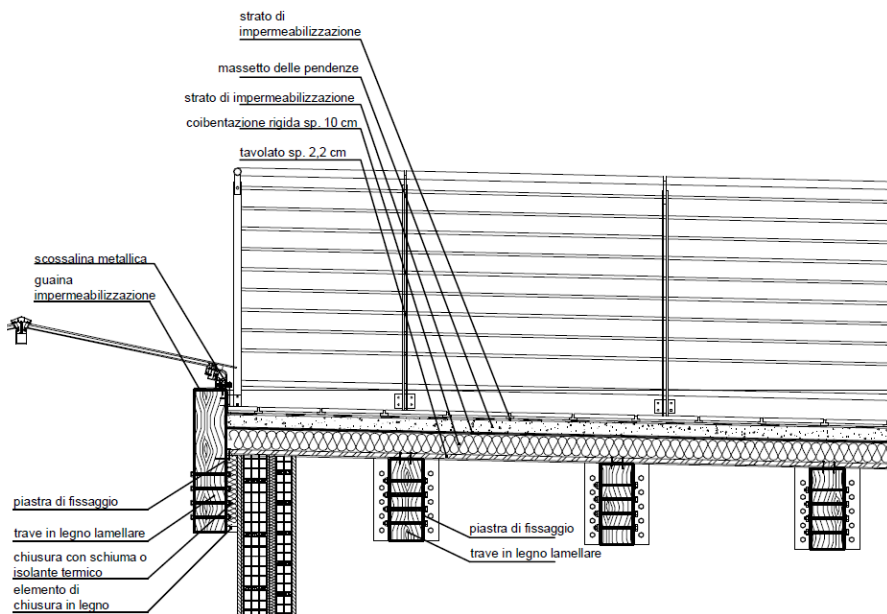 strato di
impermeabilizzazione
massetto delle pendenze
strato di impermeabilizzazione
coibentazione rigida sp. 10 cm
tavolato sp. 2,2 cm
scossalina metallica
guaina
impermeabilizzazione
piastra di fissaggio
trave in legno lamellare
chiusura con schiuma o
isolante termico
elemento di
chiusura in legno
piastra di fissaggio
trave in legno lamellare